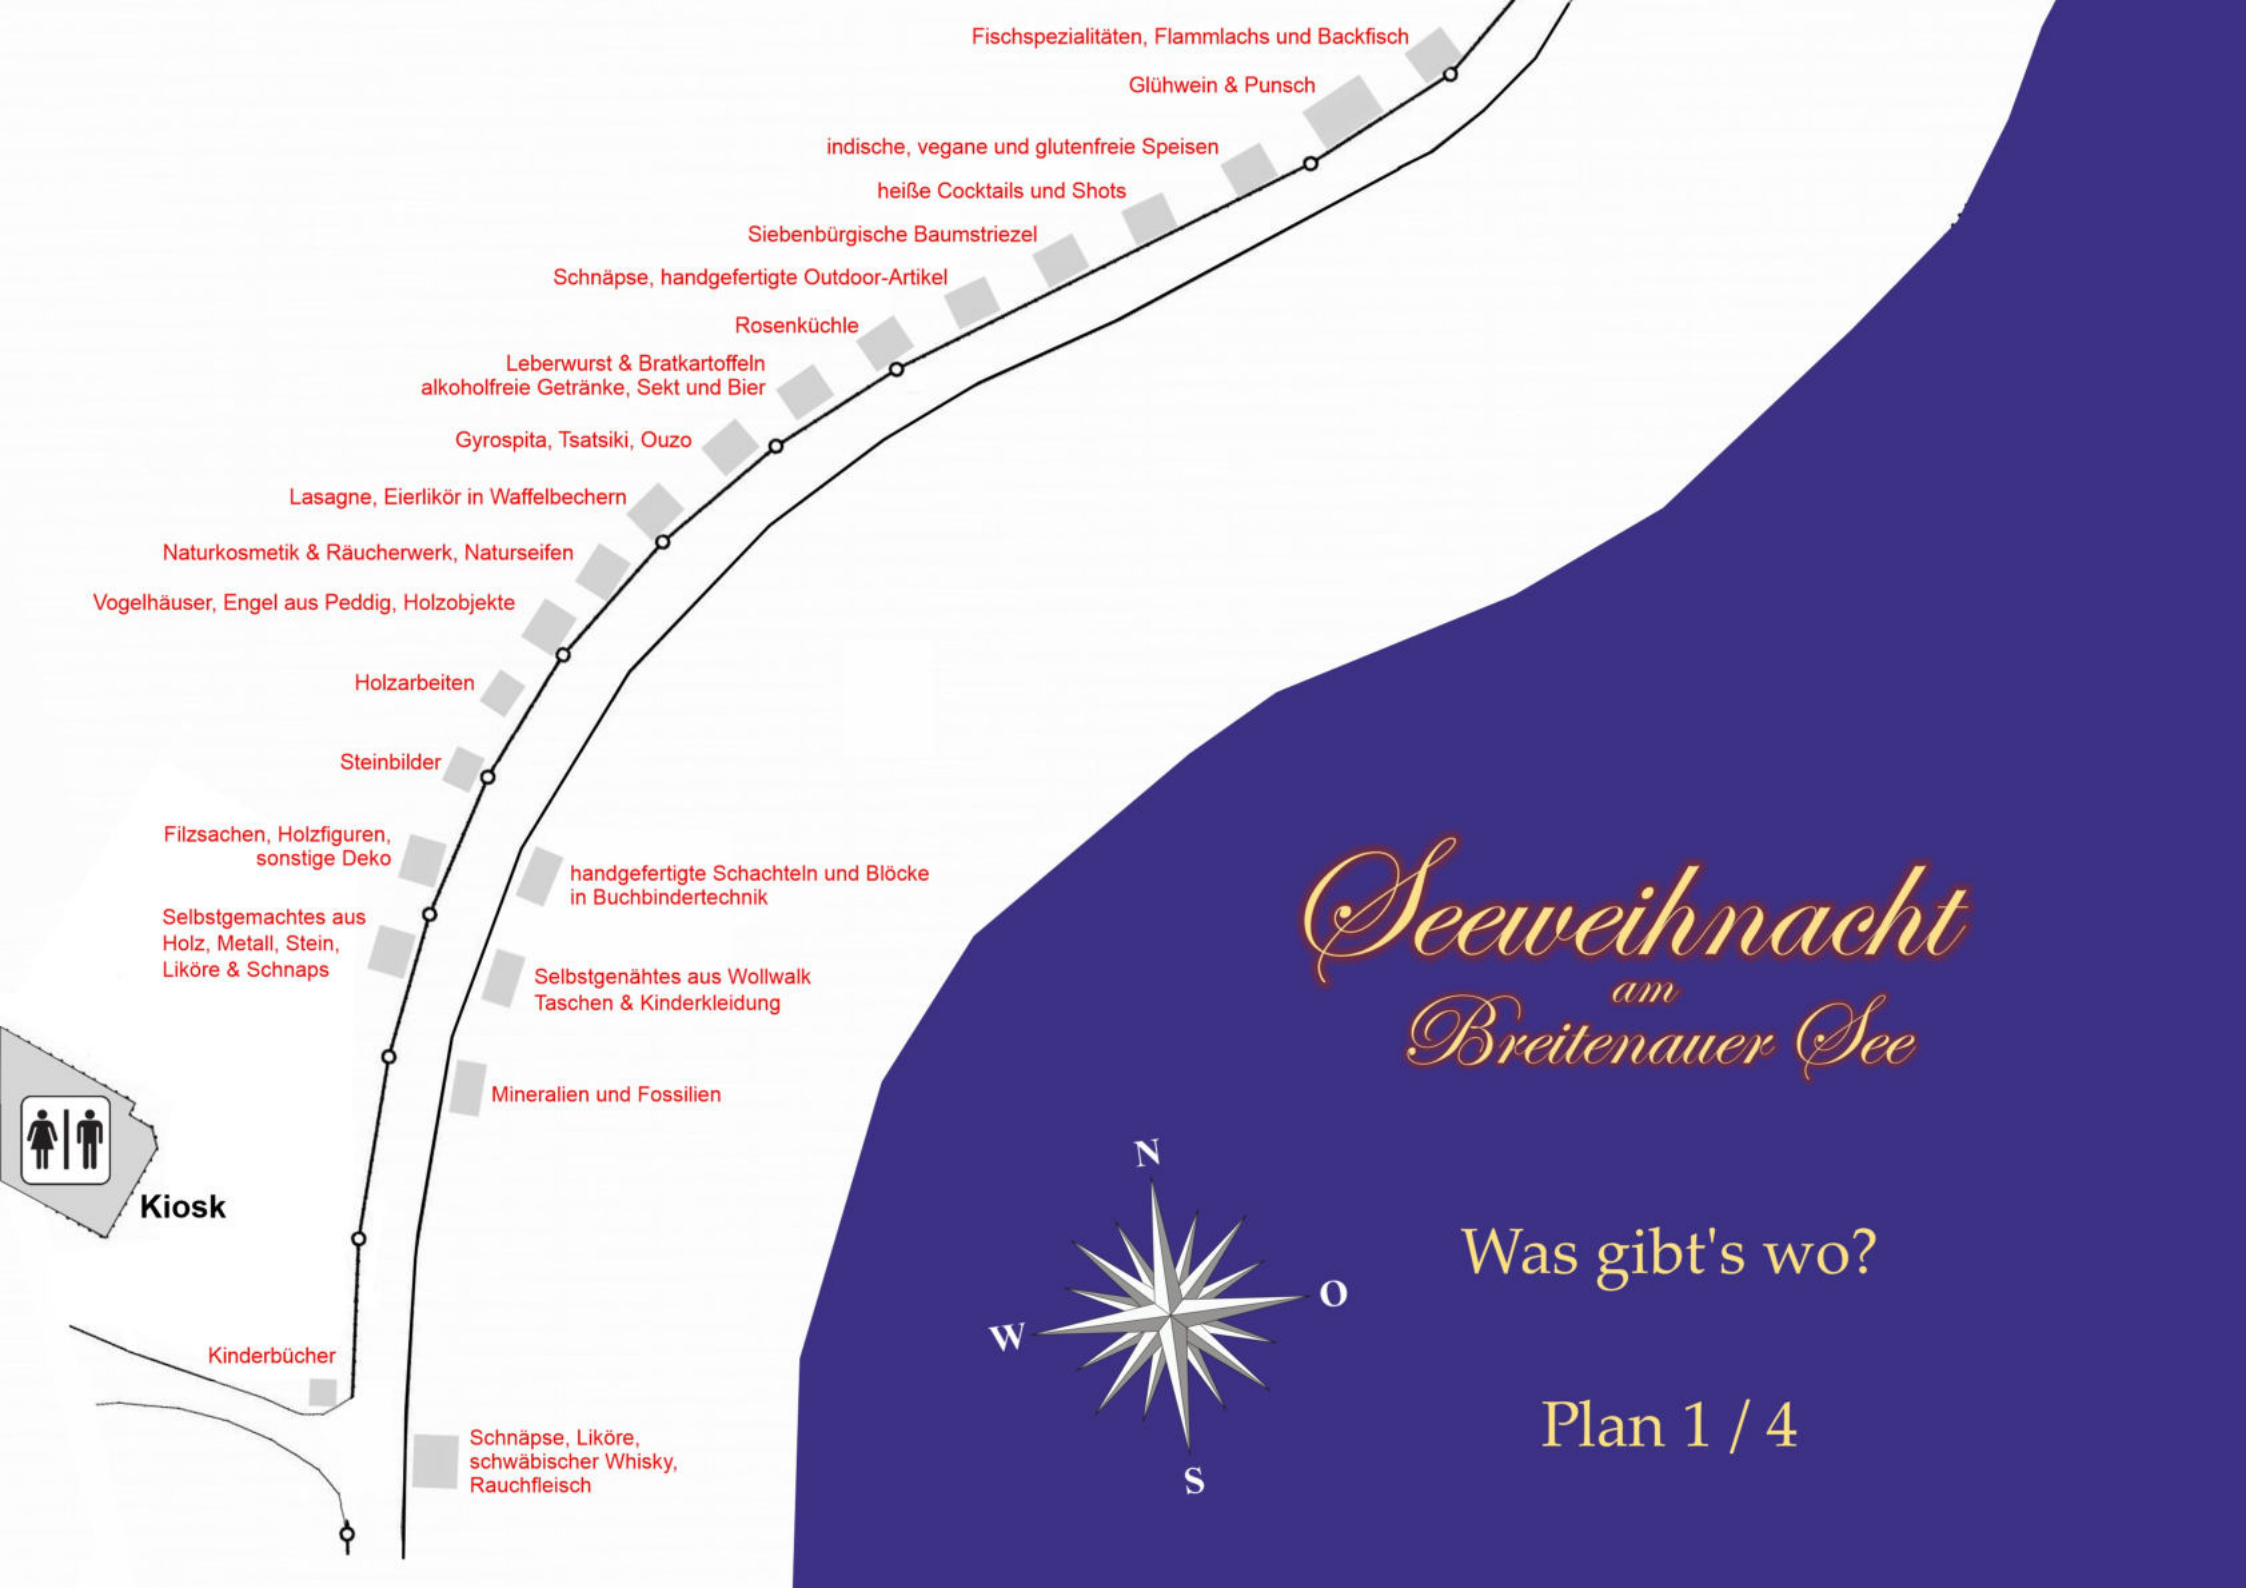 Fischspezialitäten, Flammlachs und Backfisch
Glühwein & Punsch
indische, vegane und glutenfreie Speisen
heiße Cocktails und Shots
Siebenbürgische Baumstriezel
Schnäpse, handgefertigte Outdoor-Artikel
Rosenküchle
Leberwurst & Bratkartoffeln
alkoholfreie Getränke, Sekt und Bier
Gyrospita, Tsatsiki, Ouzo
Lasagne, Eierlikör in Waffelbechern
Naturkosmetik & Räucherwerk, Naturseifen
Vogelhäuser, Engel aus Peddig, Holzobjekte
Holzarbeiten
Steinbilder
Filzsachen, Holzfiguren,
sonstige Deko
handgefertigte Schachteln und Blöcke
in Buchbindertechnik
Selbstgemachtes aus
Holz, Metall, Stein,
Liköre & Schnaps
Selbstgenähtes aus Wollwalk
Taschen & Kinderkleidung
Mineralien und Fossilien
Kiosk
Kinderbücher
Schnäpse, Liköre,
schwäbischer Whisky,
Rauchfleisch
Seeweihnacht
am
Breitenauer See
N
O
W
S
Was gibt's wo?
Plan 1 / 4